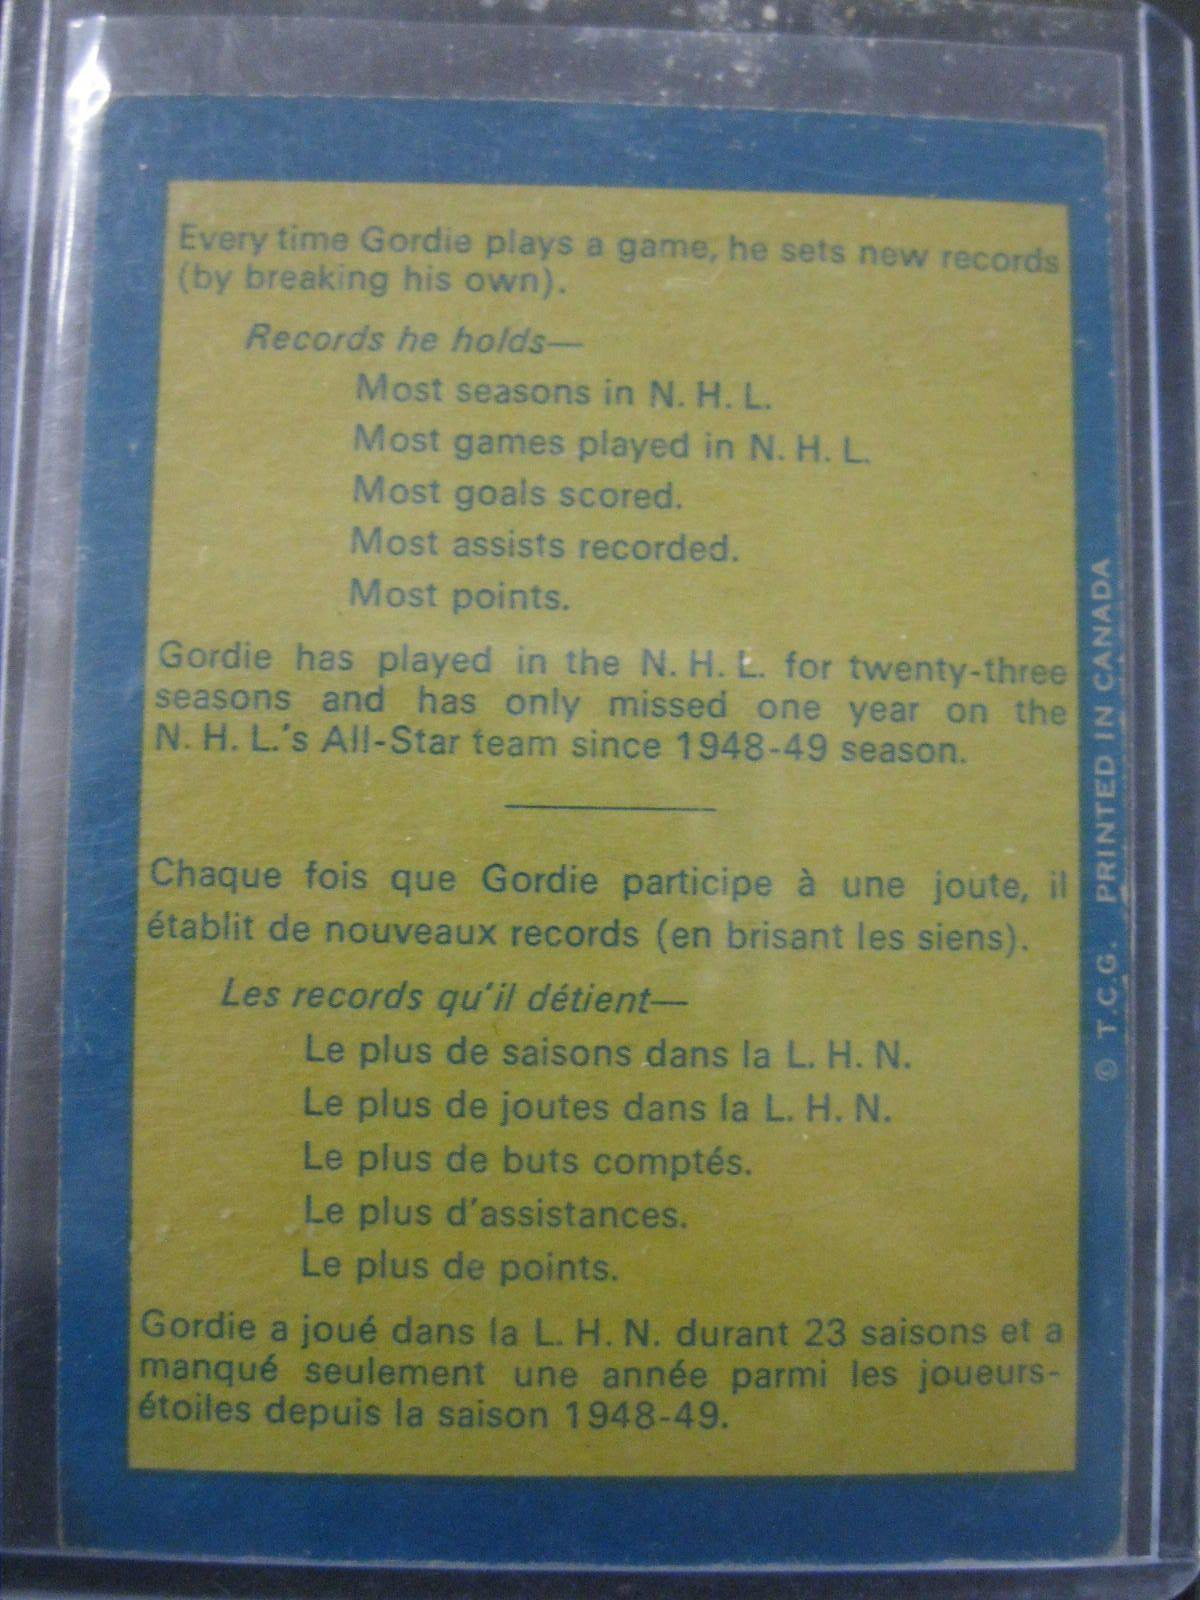 Every time Gordie plays a game, he sets new records
(by breaking his own).
Records he holds—
Most seasons in N. H. L.
Most games played in N. H. L.
Most goals scored.
Most assists recorded.
Most points.
Gordie has played in the N. H. L. for twenty-three
seasons and has only missed one year on the
N. H. L.'s All-Star team since 1948-49 season.
Chaque fois que Gordie participe à une joute, il
établit de nouveaux records (en brisant les siens).
Les records qu'il détient—
Le plus de saisons dans la L. H. N.
Le plus de joutes dans la L. H. N.
Le plus de buts comptés.
Le plus d'assistances.
Le plus de points.
Gordie a joué dans la L. H. N. durant 23 saisons et a
manqué seulement une année parmi les joueurs-
étoiles depuis la saison 1948-49.
© T.C.G. PRINTED IN CANADA